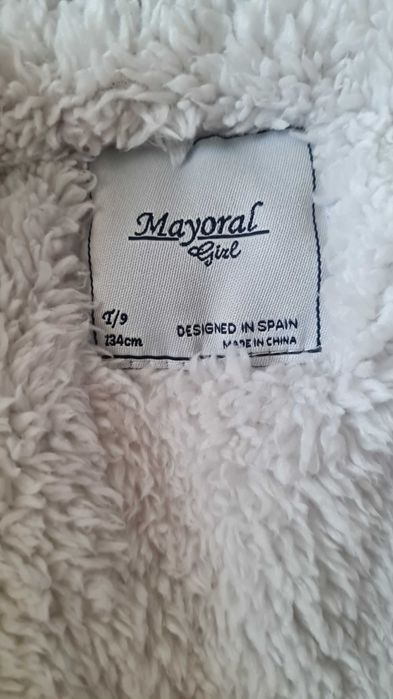 Mayoral
Girl
T/9
134cm
DESIGNED IN SPAIN
MADE IN CHINA